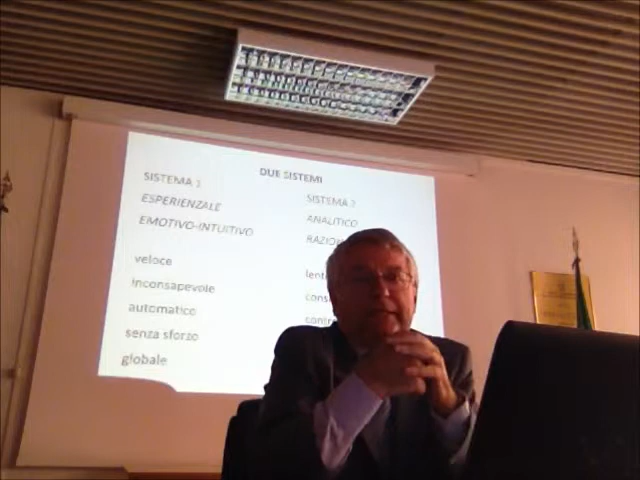 DUE SISTEMI
SISTEMA 1
ESPERIENZALE
EMOTIVO-INTUITIVO
veloce
Inconsapevole
automatico
senza sforzo
globale
SISTEMA 2
ANALITICO